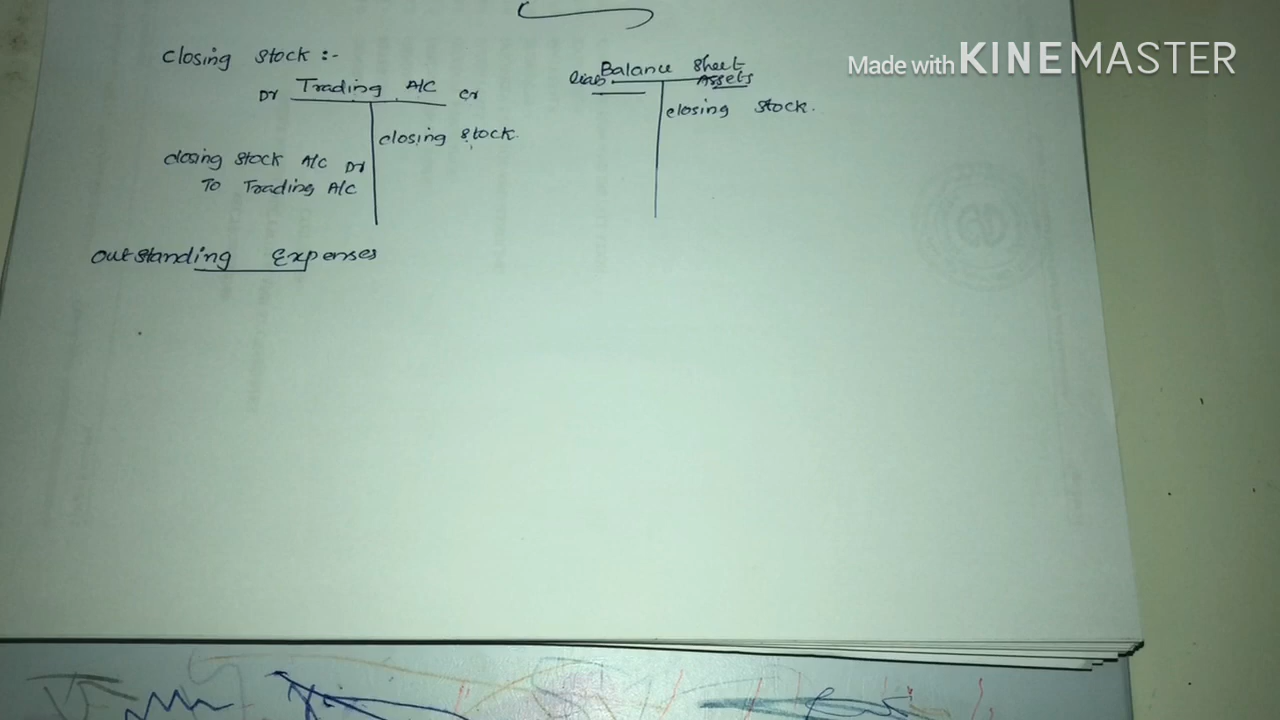 Made with KINEMASTER
closing stock :-
Dr Trading A/C Cr
closing stock.
closing stock A/C Dr
To Trading A/C
Balance Sheet
Liab Assets
closing stock.
outstanding Expenses